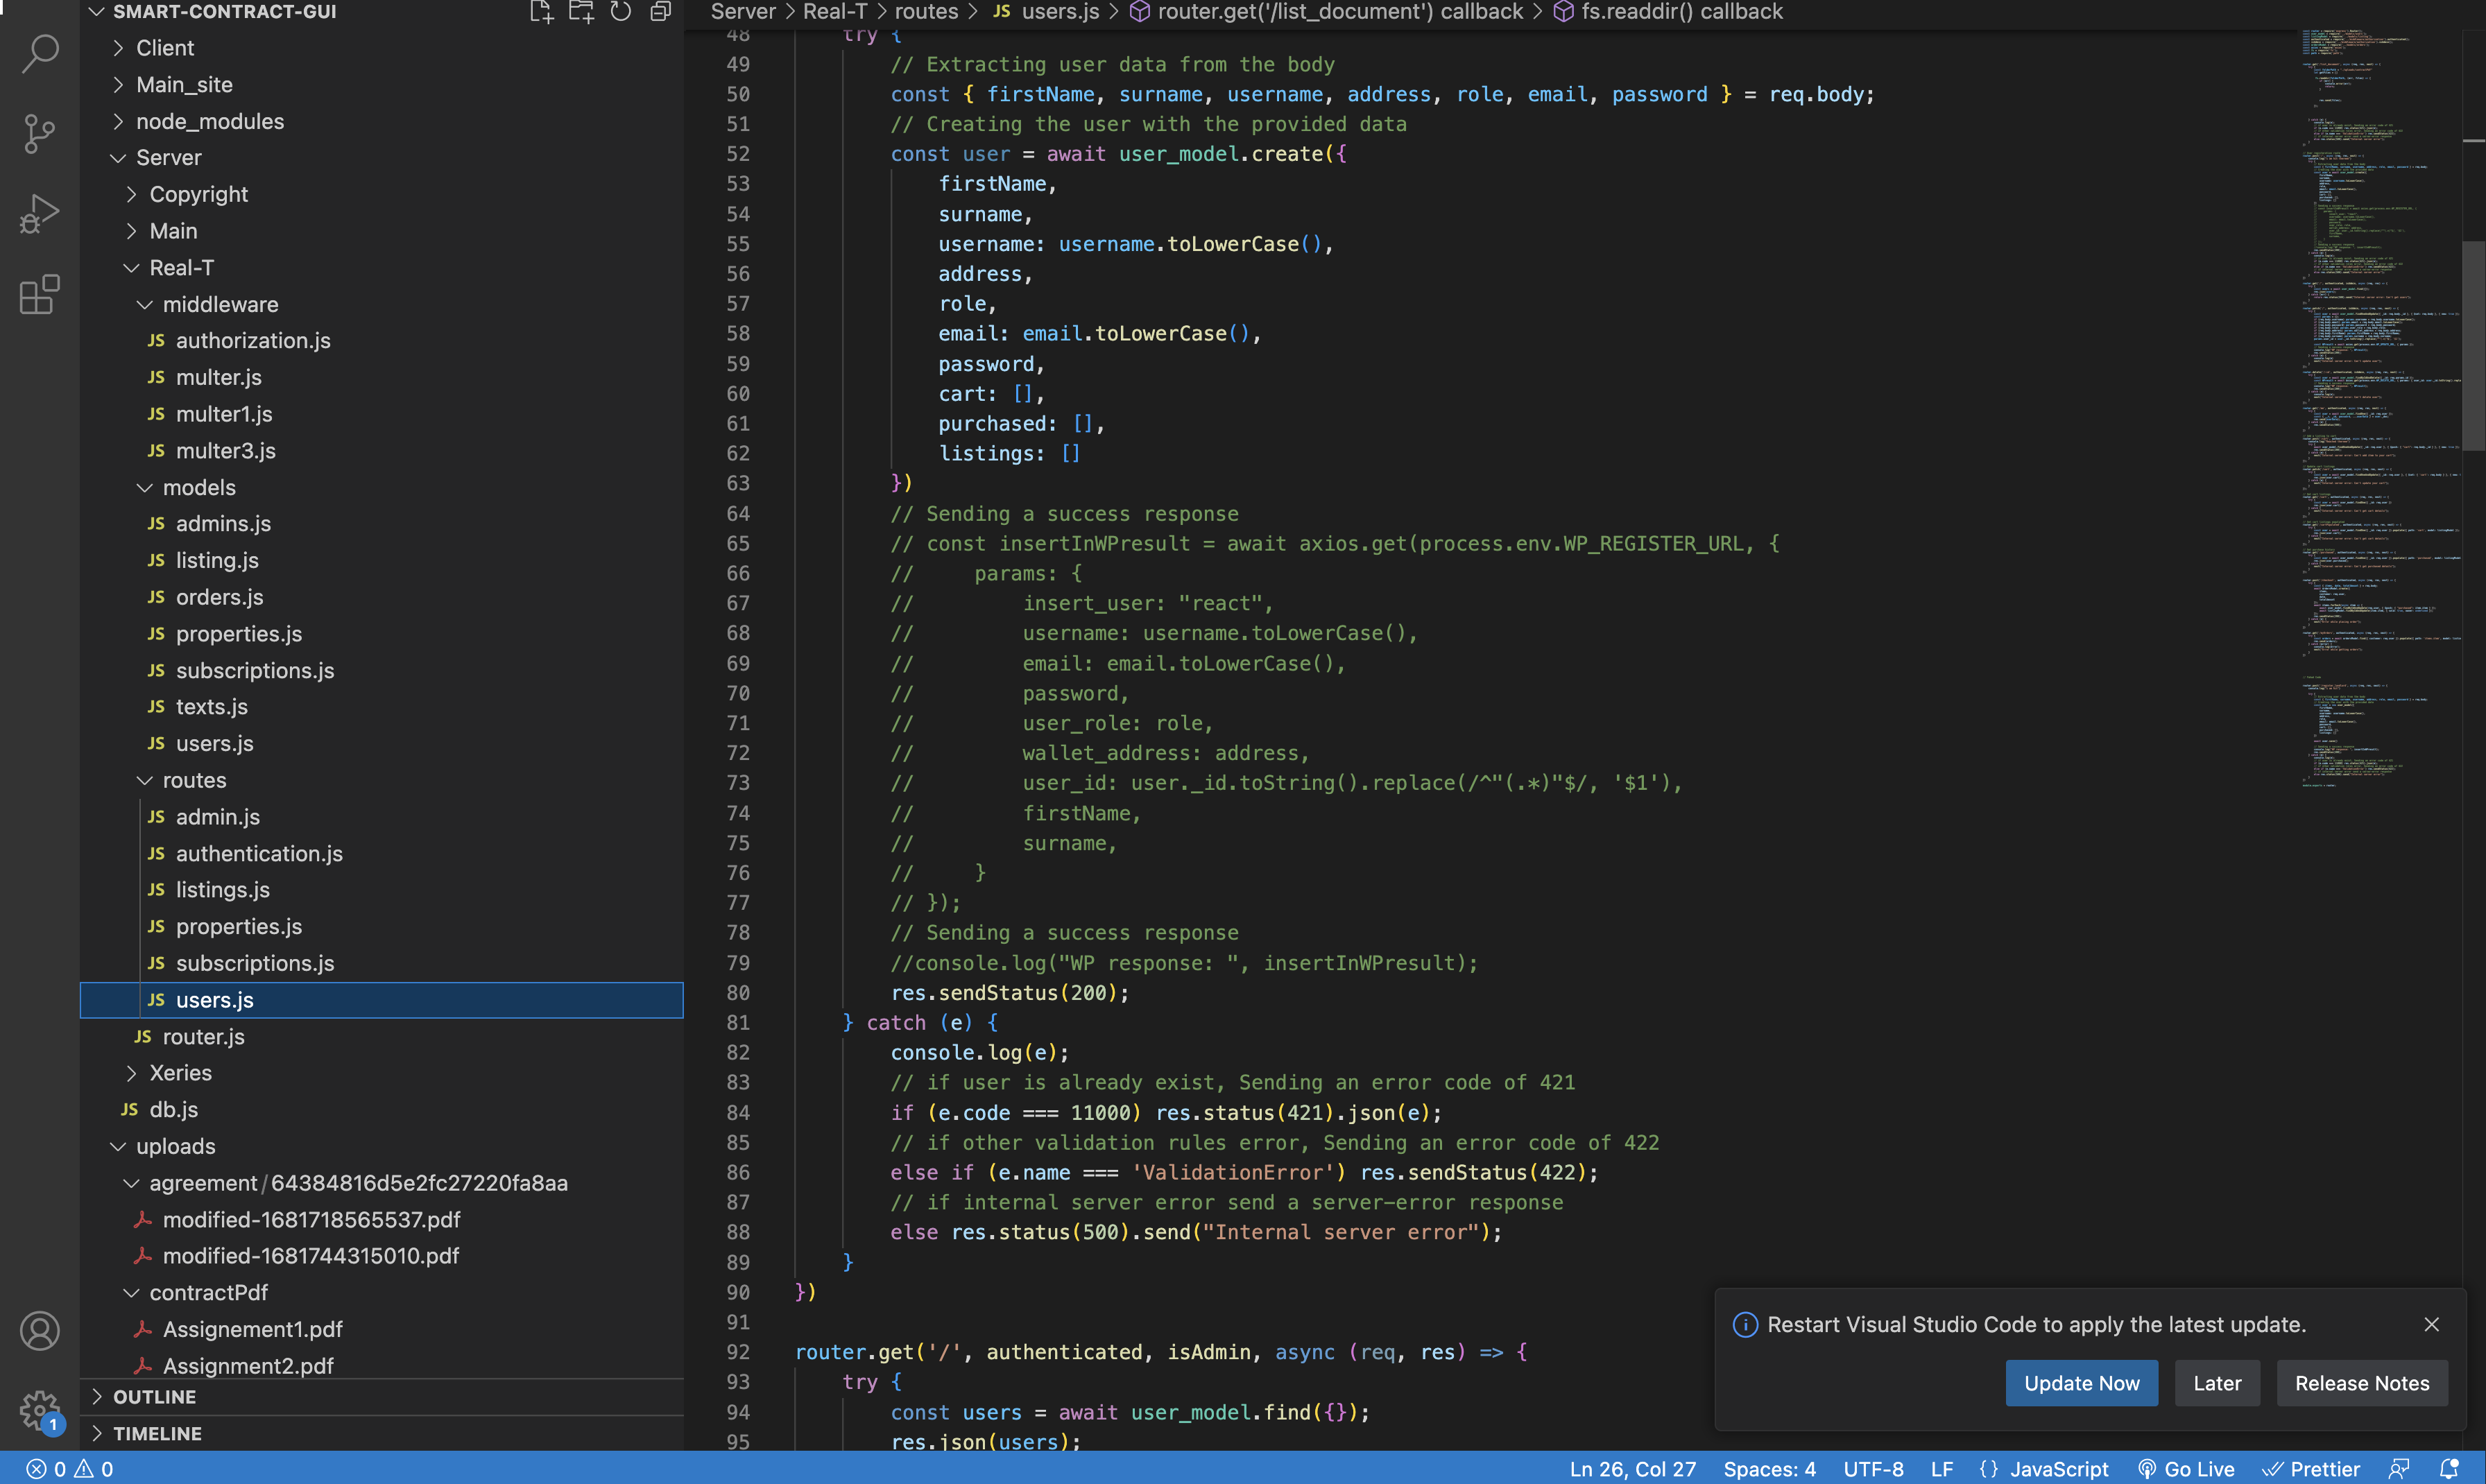 SMART-CONTRACT-GUI
Client
Main_site
node_modules
Server
Copyright
Main
Real-T
middleware
JS authorization.js
JS multer.js
JS multer1.js
JS multer3.js
models
JS admins.js
JS listing.js
JS orders.js
JS properties.js
JS subscriptions.js
JS texts.js
JS users.js
routes
JS admin.js
JS authentication.js
JS listings.js
JS properties.js
JS subscriptions.js
JS users.js
JS router.js
Xeries
JS db.js
uploads
agreement/64384816d5e2fc27220fa8aa
modified-1681718565537.pdf
modified-1681744315010.pdf
contractPdf
Assignement1.pdf
Assignment2.pdf
OUTLINE
TIMELINE
1
Server > Real-T > routes > JS users.js > router.get('/list_document') callback > fs.readdir() callback
48 try {
49 // Extracting user data from the body
50 const { firstName, surname, username, address, role, email, password } = req.body;
51 // Creating the user with the provided data
52 const user = await user_model.create({
53 firstName,
54 surname,
55 username: username.toLowerCase(),
56 address,
57 role,
58 email: email.toLowerCase(),
59 password,
60 cart: [],
61 purchased: [],
62 listings: []
63 })
64 // Sending a success response
65 // const insertInWPresult = await axios.get(process.env.WP_REGISTER_URL, {
66 // params: {
67 // insert_user: "react",
68 // username: username.toLowerCase(),
69 // email: email.toLowerCase(),
70 // password,
71 // user_role: role,
72 // wallet_address: address,
73 // user_id: user._id.toString().replace(/^"(.*)"$/, '$1'),
74 // firstName,
75 // surname,
76 // }
77 // });
78 // Sending a success response
79 //console.log("WP response: ", insertInWPresult);
80 res.sendStatus(200);
81 } catch (e) {
82 console.log(e);
83 // if user is already exist, Sending an error code of 421
84 if (e.code === 11000) res.status(421).json(e);
85 // if other validation rules error, Sending an error code of 422
86 else if (e.name === 'ValidationError') res.sendStatus(422);
87 // if internal server error send a server-error response
88 else res.status(500).send("Internal server error");
89 }
90 })
91
92 router.get('/', authenticated, isAdmin, async (req, res) => {
93 try {
94 const users = await user_model.find({});
95 res.json(users);
Restart Visual Studio Code to apply the latest update.
Update Now Later Release Notes
0 0 Ln 26, Col 27 Spaces: 4 UTF-8 LF {} JavaScript Go Live Prettier